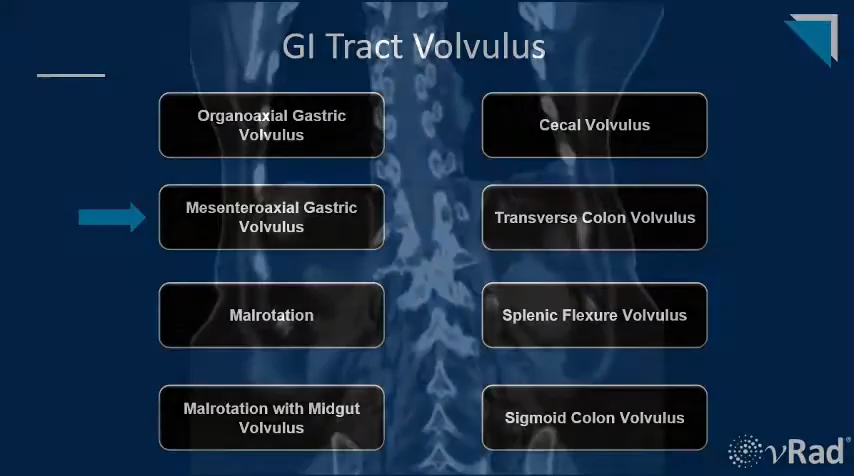 GI Tract Volvulus
Organoaxial Gastric
Volvulus
Cecal Volvulus
Mesenteroaxial Gastric
Volvulus
Transverse Colon Volvulus
Malrotation
Splenic Flexure Volvulus
Malrotation with Midgut
Volvulus
Sigmoid Colon Volvulus
vRad®